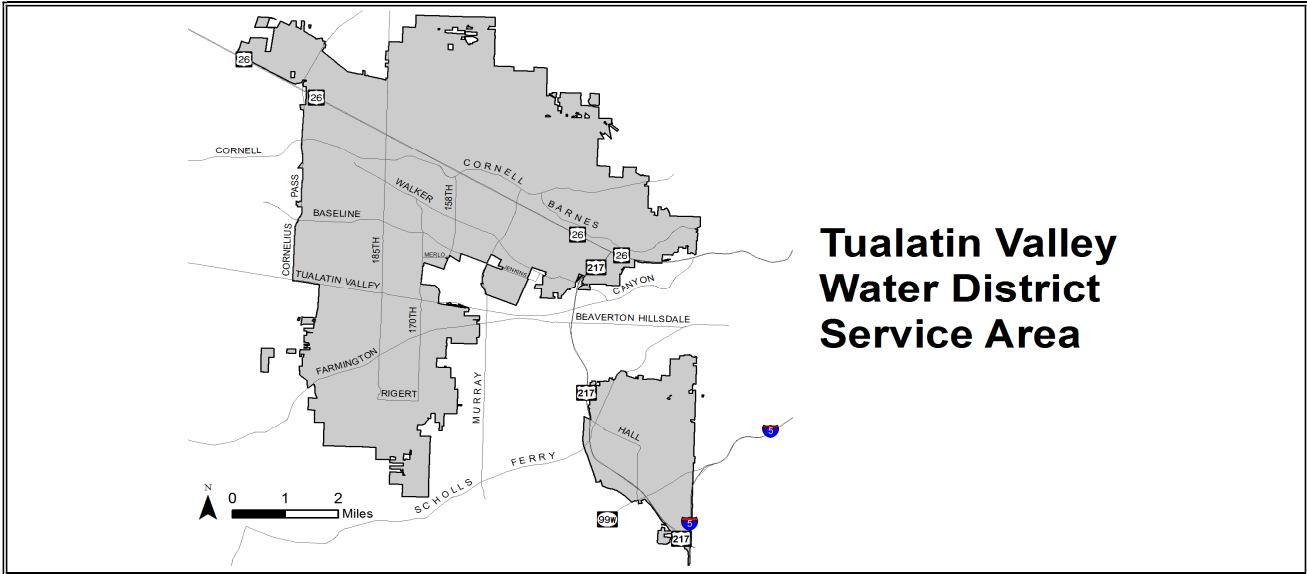 26
26
CORNELL
CORNELL
PASS
WALKER
158TH
BARNES
BASELINE
26
CORNELIUS
185TH
MERLO
26
217
JENKINS
TUALATIN VALLEY
CANYON
170TH
BEAVERTON HILLSDALE
FARMINGTON
RIGERT
MURRAY
217
HALL
5
FERRY
SCHOLLS
N
0 1 2
Miles
99W
5
217
Tualatin Valley
Water District
Service Area